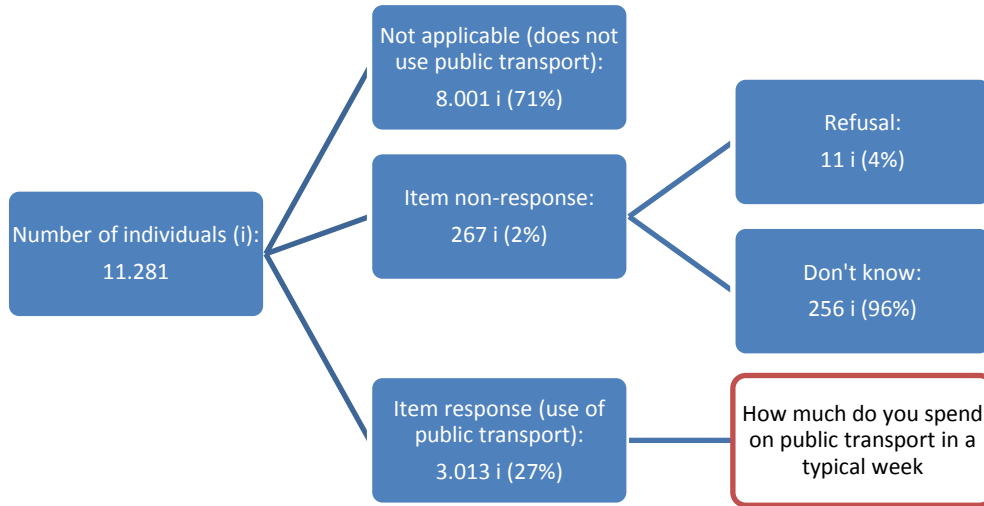 Number of individuals (i):
11.281
Not applicable (does not
use public transport):
8.001 i (71%)
Item non-response:
267 i (2%)
Refusal:
11 i (4%)
Don't know:
256 i (96%)
Item response (use of
public transport):
3.013 i (27%)
How much do you spend
on public transport in a
typical week